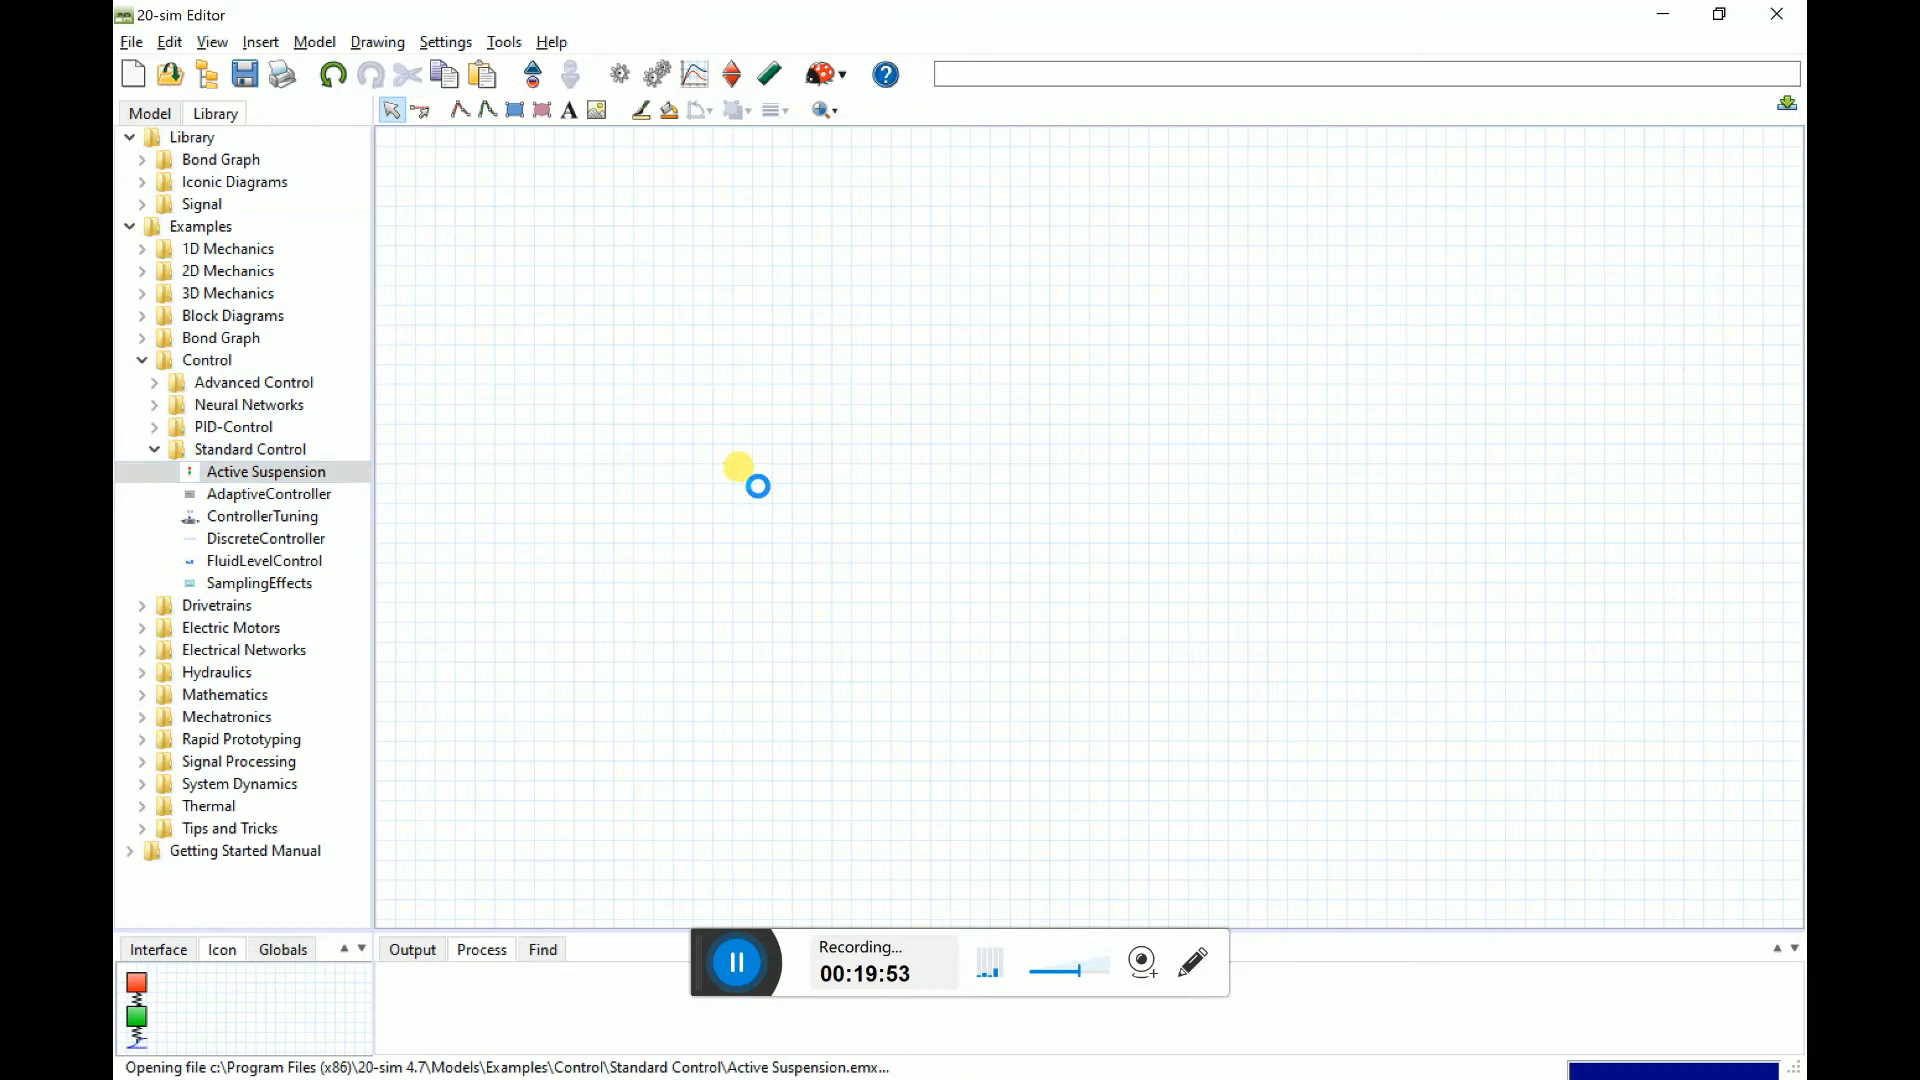 20-sim Editor
File Edit View Insert Model Drawing Settings Tools Help
Model Library
Library
Bond Graph
Iconic Diagrams
Signal
Examples
1D Mechanics
2D Mechanics
3D Mechanics
Block Diagrams
Bond Graph
Control
Advanced Control
Neural Networks
PID-Control
Standard Control
Active Suspension
AdaptiveController
ControllerTuning
DiscreteController
FluidLevelControl
SamplingEffects
Drivetrains
Electric Motors
Electrical Networks
Hydraulics
Mathematics
Mechatronics
Rapid Prototyping
Signal Processing
System Dynamics
Thermal
Tips and Tricks
Getting Started Manual
Interface Icon Globals
Output Process Find
Recording...
00:19:53
Opening file c:\Program Files (x86)\20-sim 4.7\Models\Examples\Control\Standard Control\Active Suspension.emx...